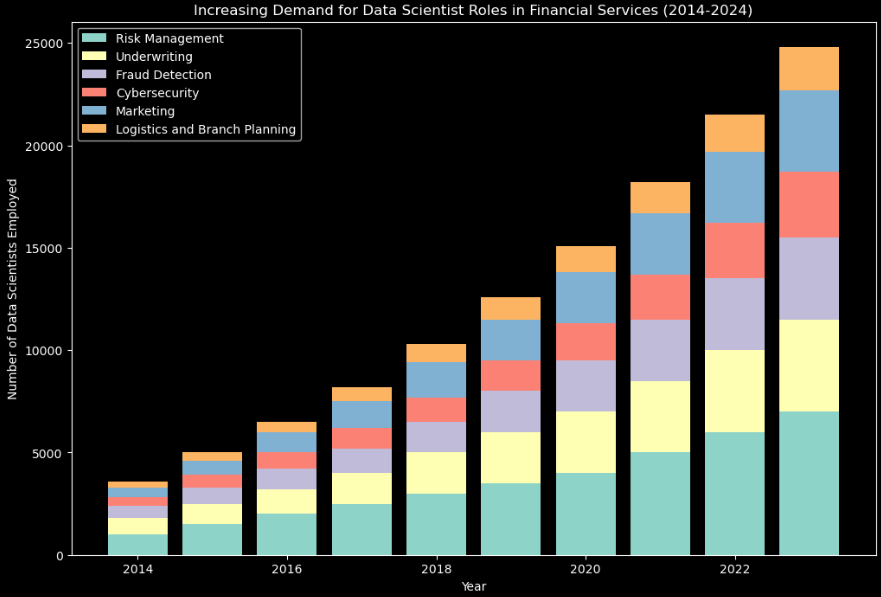 Increasing Demand for Data Scientist Roles in Financial Services (2014-2024)
25000
20000
15000
10000
5000
0
Number of Data Scientists Employed
Risk Management
Underwriting
Fraud Detection
Cybersecurity
Marketing
Logistics and Branch Planning
2014 2016 2018 2020 2022
Year